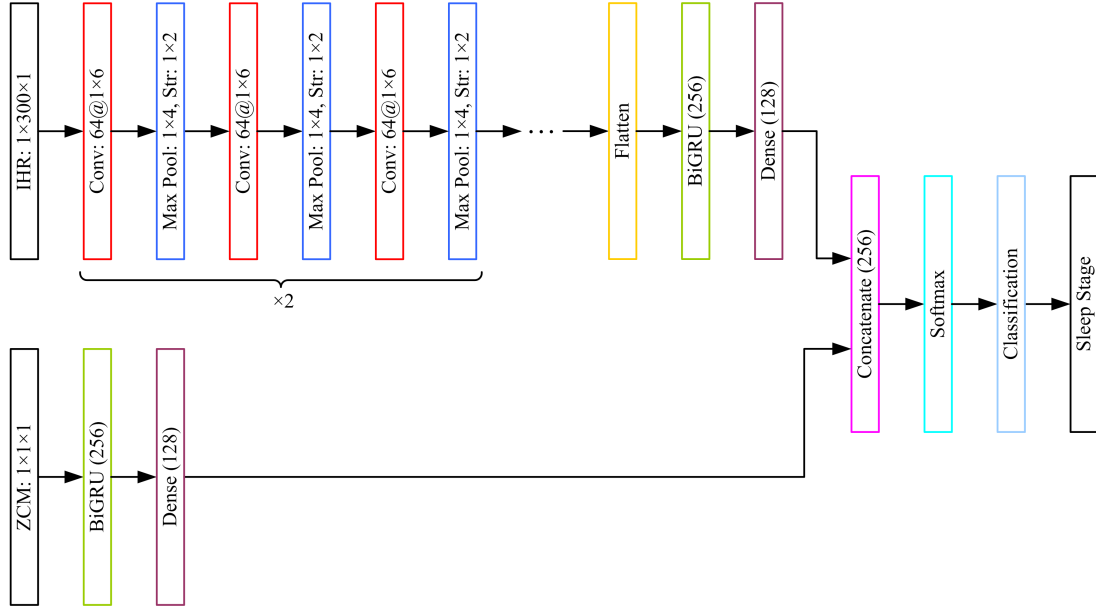 IHR: 1×300×1
Conv: 64@1×6
Max Pool: 1×4, Str: 1×2
Conv: 64@1×6
Max Pool: 1×4, Str: 1×2
Conv: 64@1×6
Max Pool: 1×4, Str: 1×2
...
Flatten
BiGRU (256)
Dense (128)
×2
ZCM: 1×1×1
BiGRU (256)
Dense (128)
Concatenate (256)
Softmax
Classification
Sleep Stage